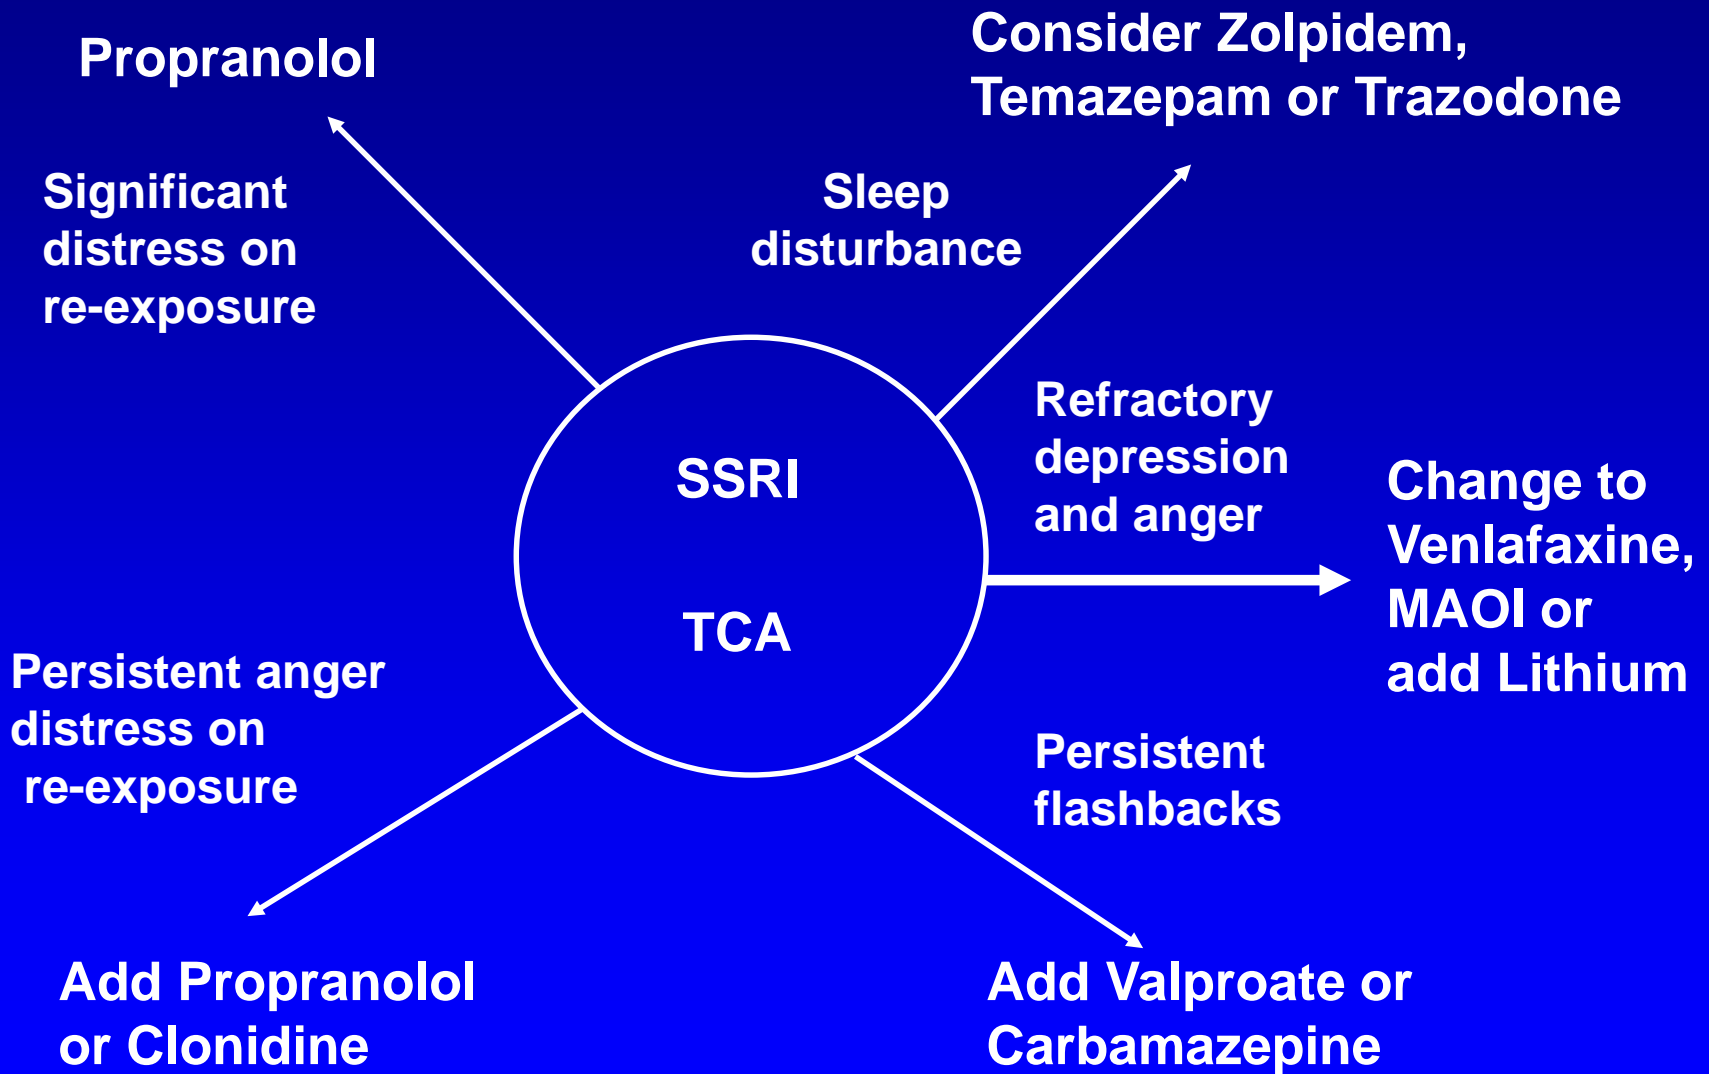 Propranolol
Consider Zolpidem,
Temazepam or Trazodone
Significant
distress on
re-exposure
Sleep
disturbance
Refractory
depression
and anger
SSRI
TCA
Change to
Venlafaxine,
MAOI or
add Lithium
Persistent anger
distress on
re-exposure
Persistent
flashbacks
Add Propranolol
or Clonidine
Add Valproate or
Carbamazepine